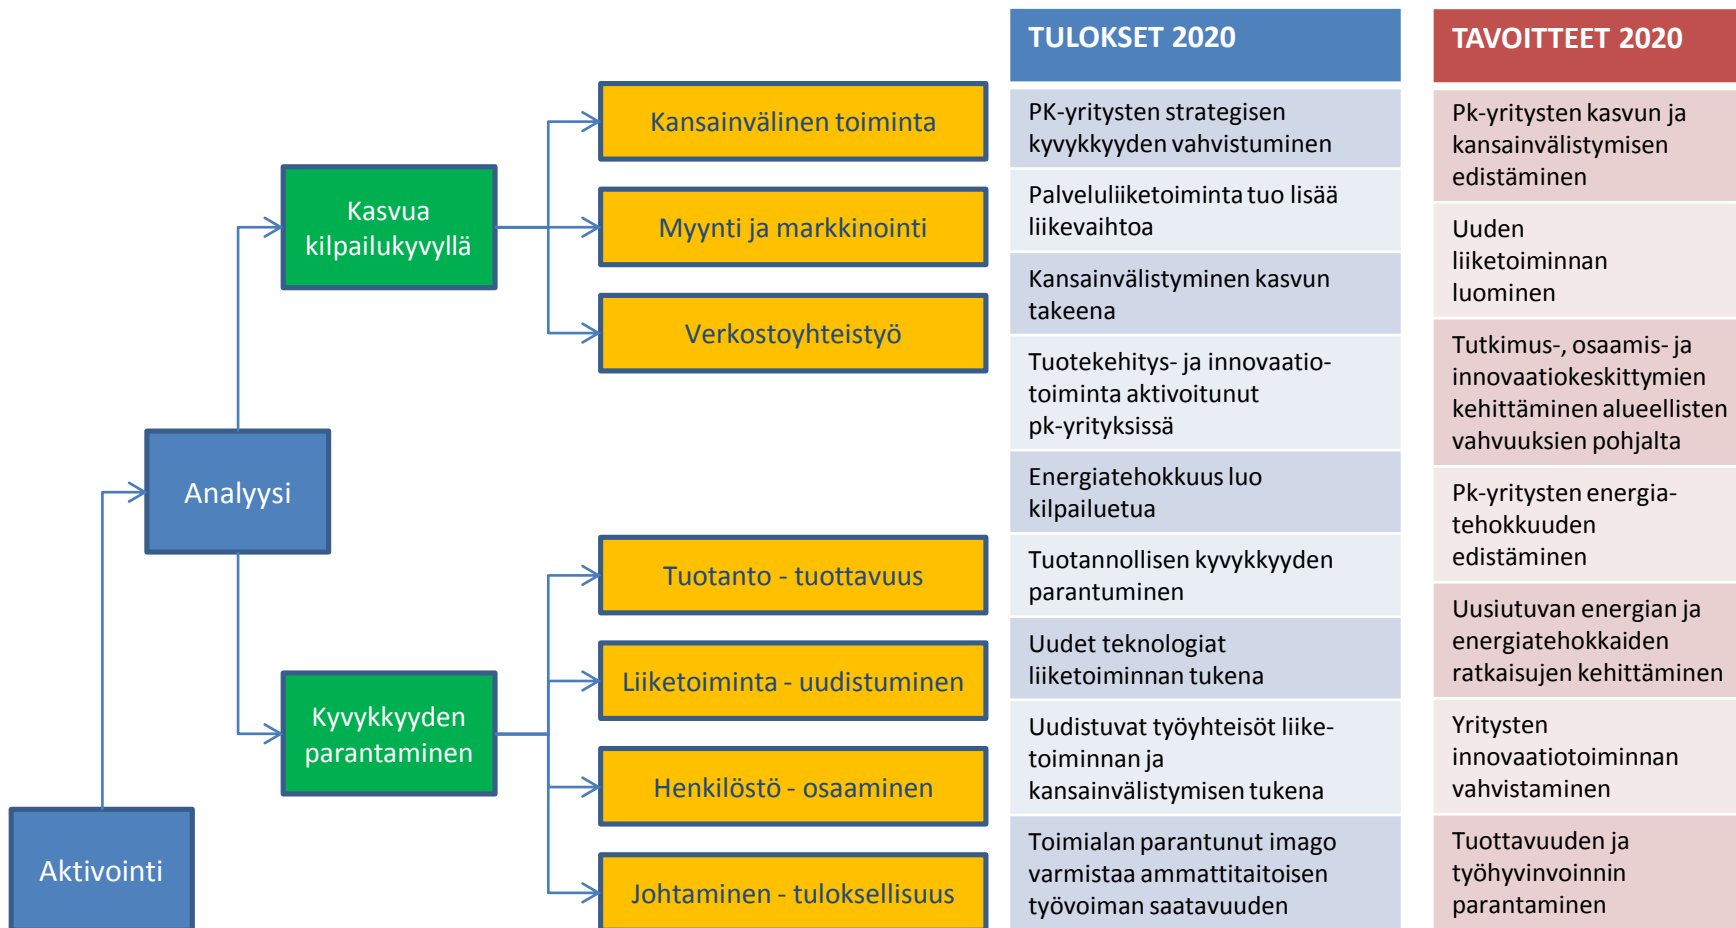 Aktivointi
Analyysi
Kasvua
kilpailukyvyllä
Kyvykkyyden
parantaminen
Kansainvälinen toiminta
Myynti ja markkinointi
Verkostoyhteistyö
Tuotanto - tuottavuus
Liiketoiminta - uudistuminen
Henkilöstö - osaaminen
Johtaminen - tuloksellisuus
TULOKSET 2020
PK-yritysten strategisen
kyvykkyyden vahvistuminen
Palveluliiketoiminta tuo lisää
liikevaihtoa
Kansainvälistyminen kasvun
takeena
Tuotekehitys- ja innovaatio-
toiminta aktivoitunut
pk-yrityksissä
Energiatehokkuus luo
kilpailuetua
Tuotannollisen kyvykkyyden
parantuminen
Uudet teknologiat
liiketoiminnan tukena
Uudistuvat työyhteisöt liike-
toiminnan ja
kansainvälistymisen tukena
Toimialan parantunut imago
varmistaa ammattitaitoisen
työvoiman saatavuuden
TAVOITTEET 2020
Pk-yritysten kasvun ja
kansainvälistymisen
edistäminen
Uuden
liiketoiminnan
luominen
Tutkimus-, osaamis- ja
innovaatiokeskittymien
kehittäminen alueellisten
vahvuuksien pohjalta
Pk-yritysten energia-
tehokkuuden
edistäminen
Uusiutuvan energian ja
energiatehokkaiden
ratkaisujen kehittäminen
Yritysten
innovaatiotoiminnan
vahvistaminen
Tuottavuuden ja
työhyvinvoinnin
parantaminen